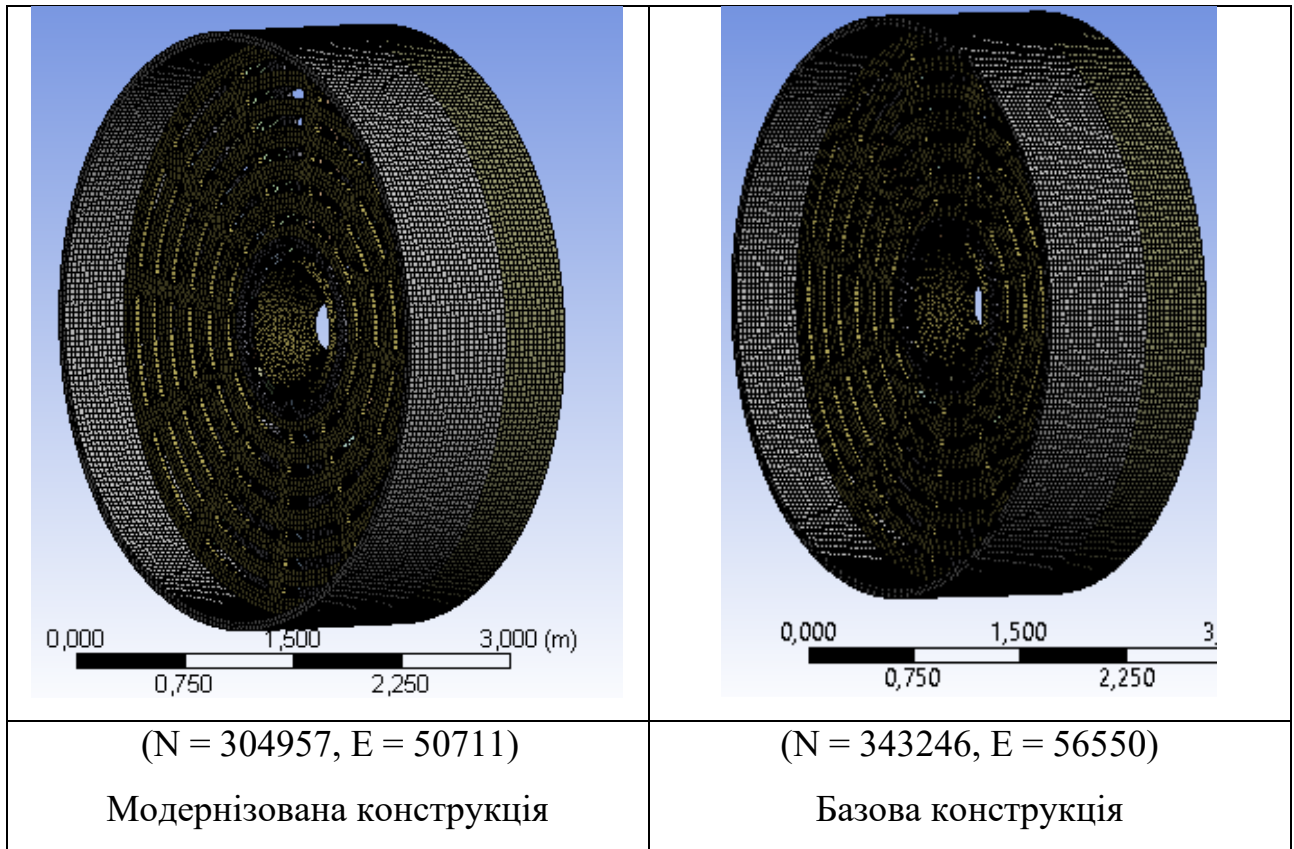 0,000 1,500 3,000 (m)
0,750 2,250
(N = 304957, E = 50711)
Модернізована конструкція
0,000 1,500 3,
0,750 2,250
(N = 343246, E = 56550)
Базова конструкція